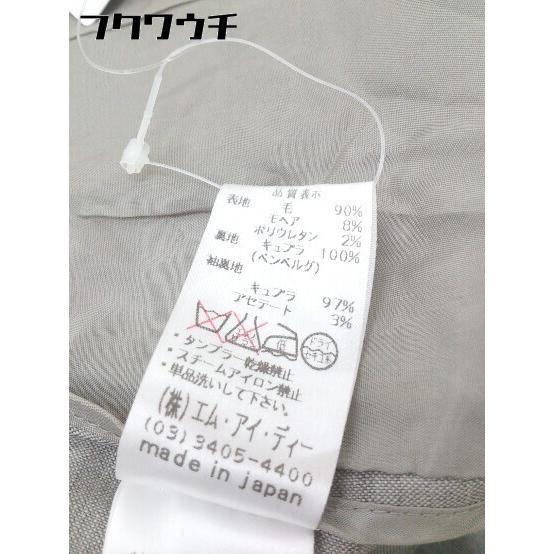 フクワウチ
品質表示
表地 毛 90%
モヘア 8%
ポリウレタン 2%
裏地 キュプラ 100%
(ベンベルグ)
袖裏地
キュプラ 97%
アセテート 3%
ドライ
セキユ系
・タンブラー乾燥禁止
・スチームアイロン禁止
・単品洗いして下さい。
(株)エム・アイ・ディー
(03)3405-4400
made in japan